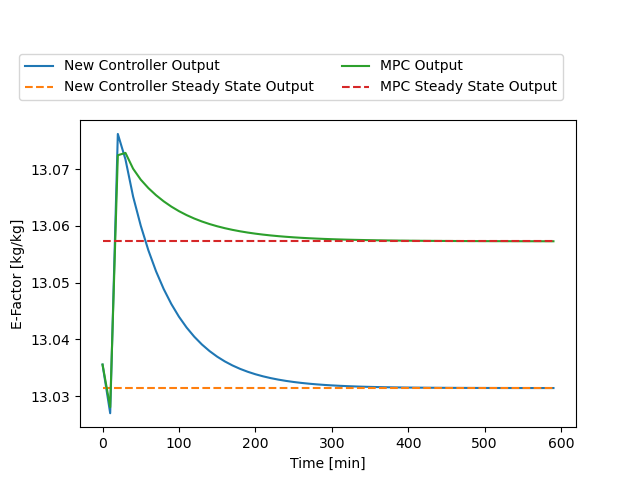 New Controller Output
New Controller Steady State Output
MPC Output
MPC Steady State Output
E-Factor [kg/kg]
13.07
13.06
13.05
13.04
13.03
0 100 200 300 400 500 600
Time [min]